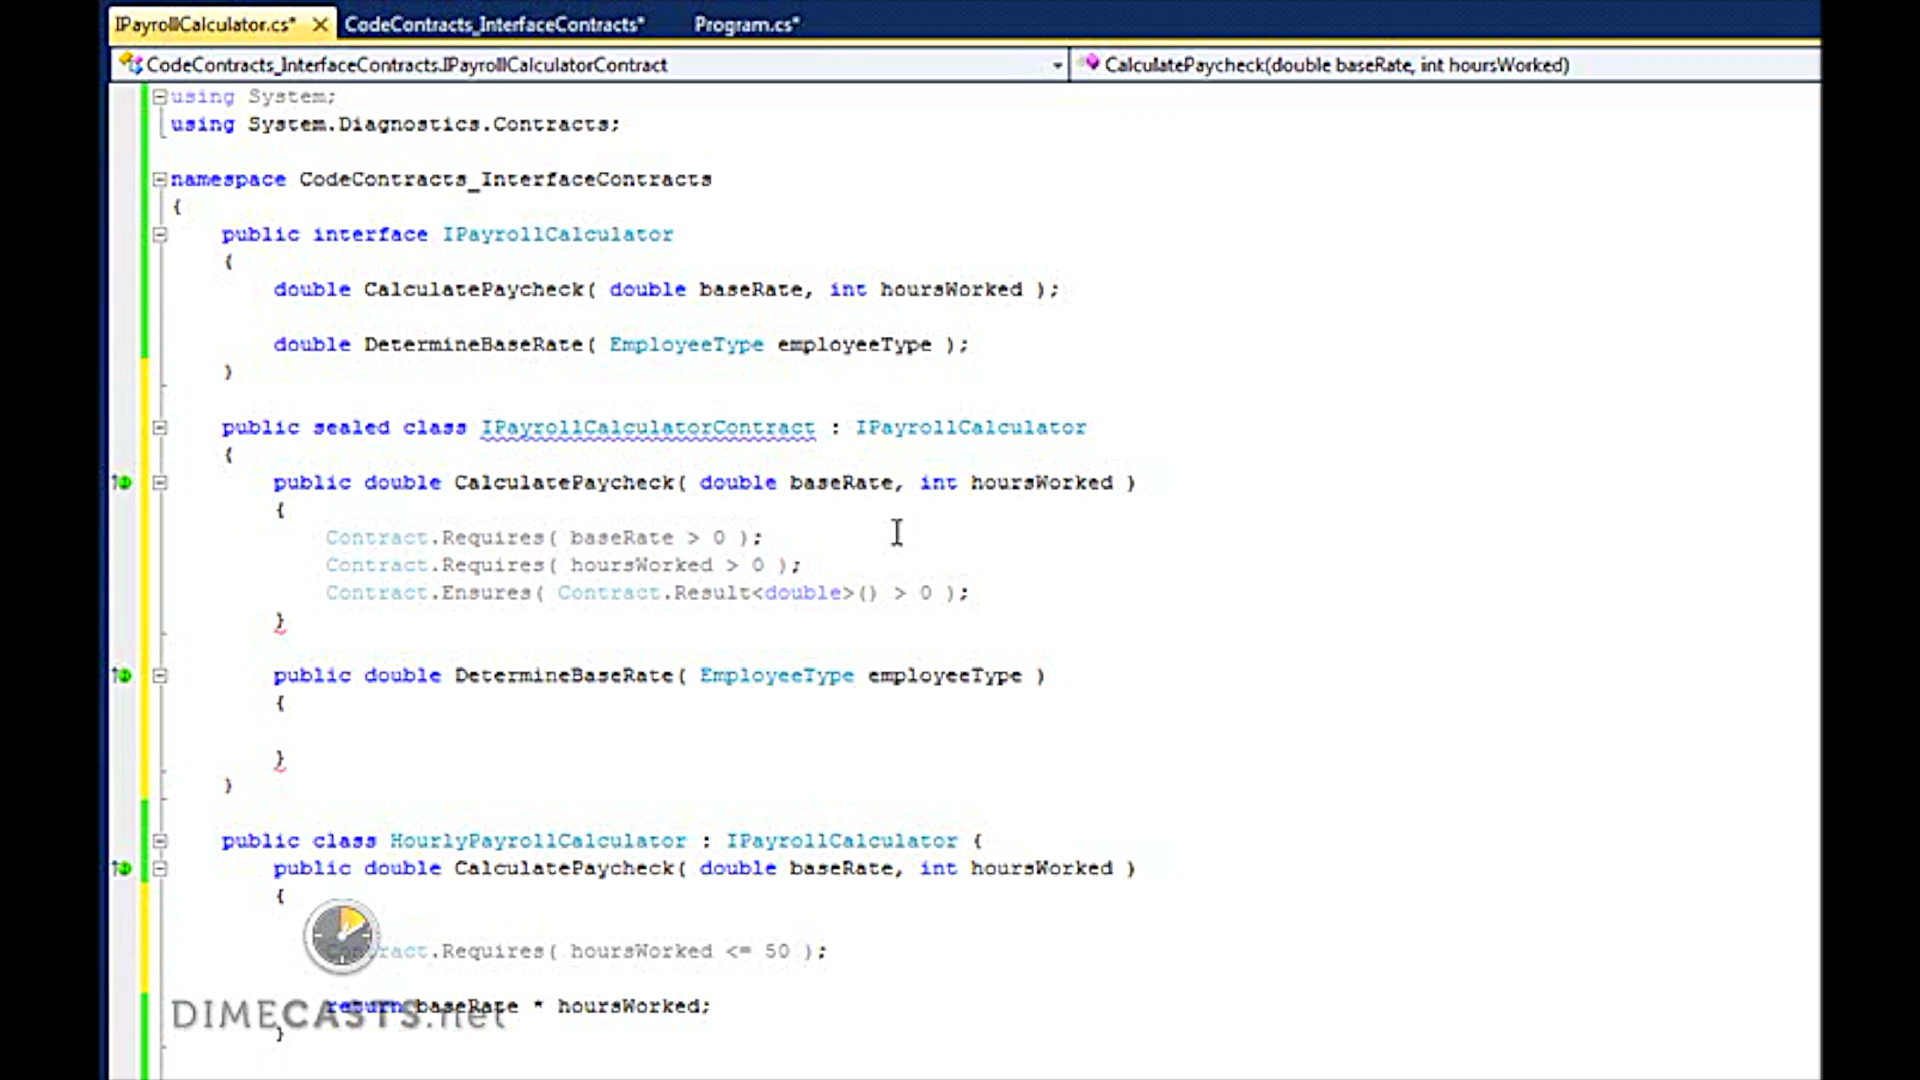 IPayrollCalculator.cs* CodeContracts_InterfaceContracts* Program.cs*
CodeContracts_InterfaceContracts.IPayrollCalculatorContract CalculatePaycheck(double baseRate, int hoursWorked)
using System;
using System.Diagnostics.Contracts;
namespace CodeContracts_InterfaceContracts
{
public interface IPayrollCalculator
{
double CalculatePaycheck( double baseRate, int hoursWorked );
double DetermineBaseRate( EmployeeType employeeType );
}
public sealed class IPayrollCalculatorContract : IPayrollCalculator
{
public double CalculatePaycheck( double baseRate, int hoursWorked )
{
Contract.Requires( baseRate > 0 );
Contract.Requires( hoursWorked > 0 );
Contract.Ensures( Contract.Result<double>() > 0 );
}
public double DetermineBaseRate( EmployeeType employeeType )
{
}
}
public class HourlyPayrollCalculator : IPayrollCalculator {
public double CalculatePaycheck( double baseRate, int hoursWorked )
{
Contract.Requires( hoursWorked <= 50 );
return baseRate * hoursWorked;
DIMECASTS.net
}